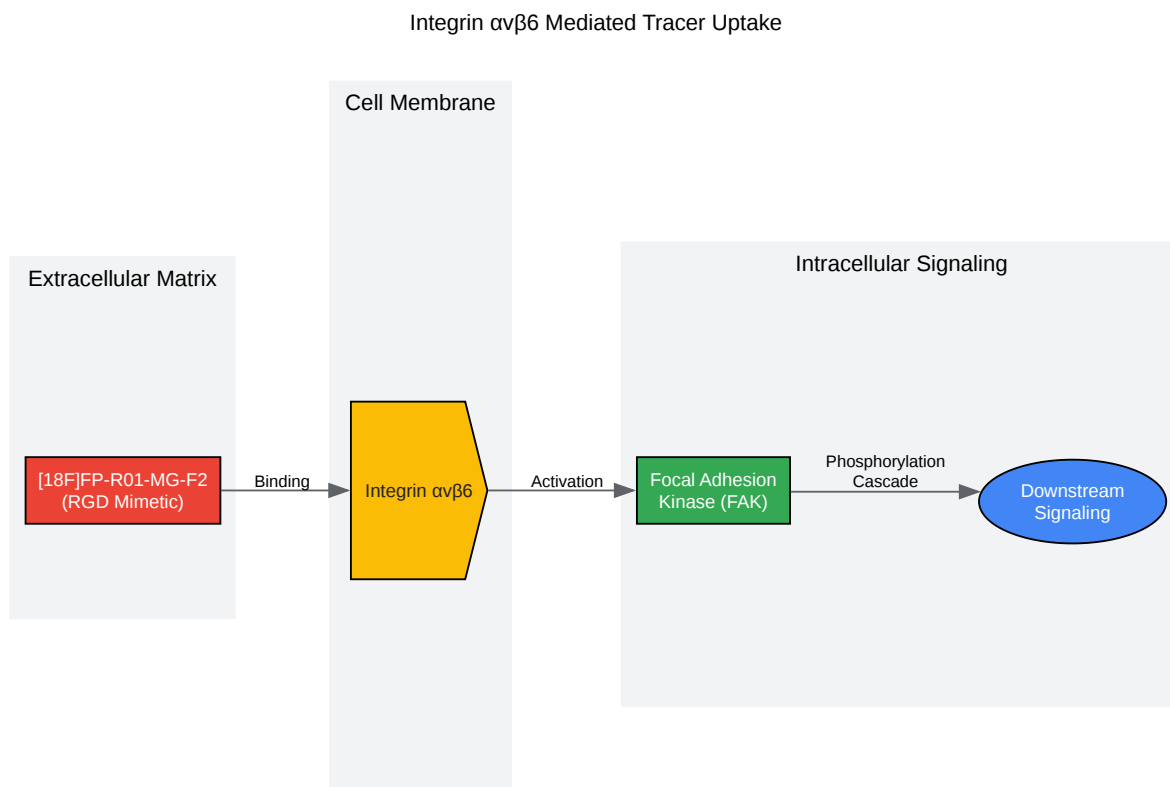 Integrin αvβ6 Mediated Tracer Uptake
Cell Membrane
Extracellular Matrix
Intracellular Signaling
[18F]FP-R01-MG-F2
(RGD Mimetic)
Binding
Integrin αvβ6
Activation
Focal Adhesion
Kinase (FAK)
Phosphorylation
Cascade
Downstream
Signaling